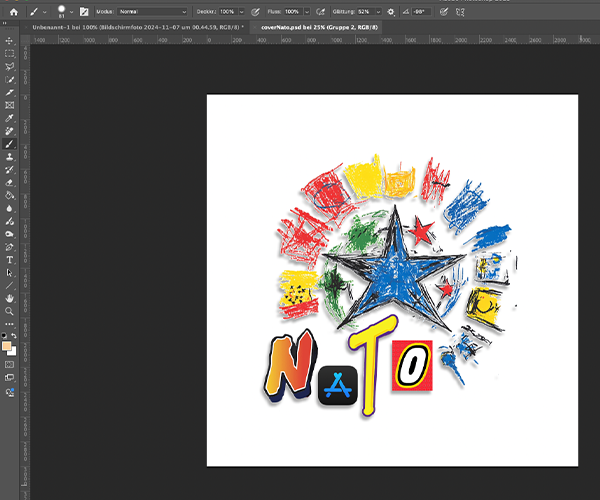 61 Modus: Normal Deckkr.: 100% Fluss: 100% Glättung: 52% -98°
Unbenannt-1 bei 100% (Bildschirmfoto 2024-11-07 um 00.44.59, RGB/8) * coverNato.psd bei 25% (Gruppe 2, RGB/8)
1400 1200 1000 800 600 400 200 0 200 400 600 800 1000 1200 1400 1600 1800 2000 2200 2400 2600 2800 3000
N T O